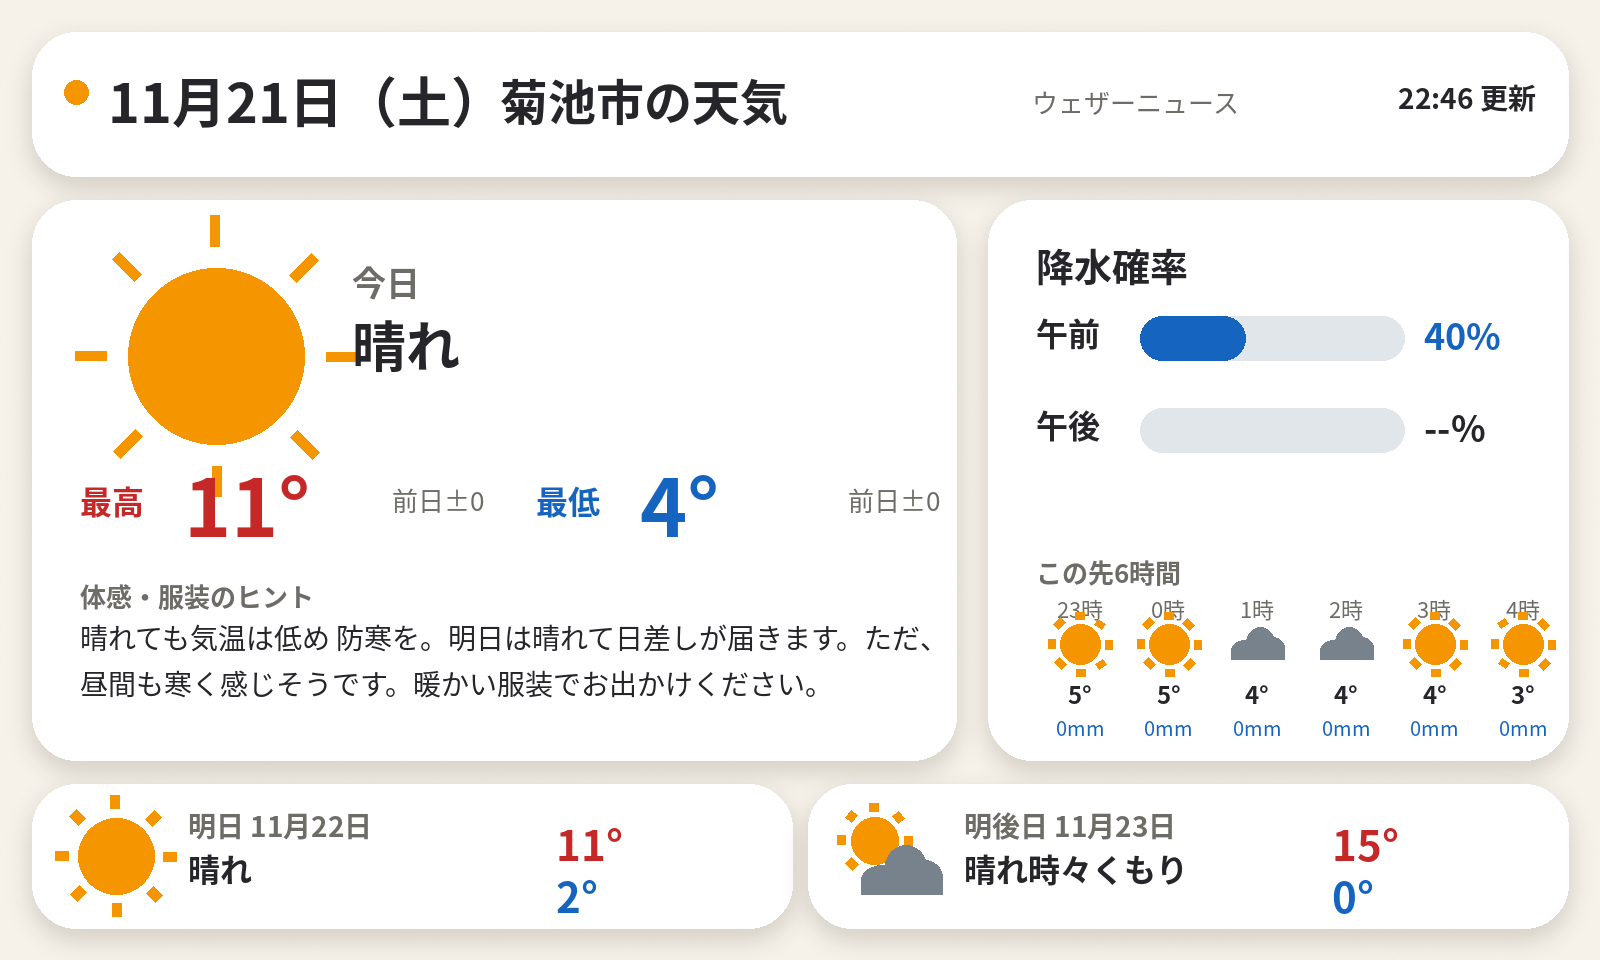 11月21日（土）菊池市の天気
ウェザーニュース
22:46 更新
今日
晴れ
最高 11° 前日±0 最低 4° 前日±0
体感・服装のヒント
晴れても気温は低め 防寒を。明日は晴れて日差しが届きます。ただ、
昼間も寒く感じそうです。暖かい服装でお出かけください。
降水確率
午前 40%
午後 --%
この先6時間
23時 0時 1時 2時 3時 4時
5° 5° 4° 4° 4° 3°
0mm 0mm 0mm 0mm 0mm 0mm
明日 11月22日
晴れ
11°
2°
明後日 11月23日
晴れ時々くもり
15°
0°